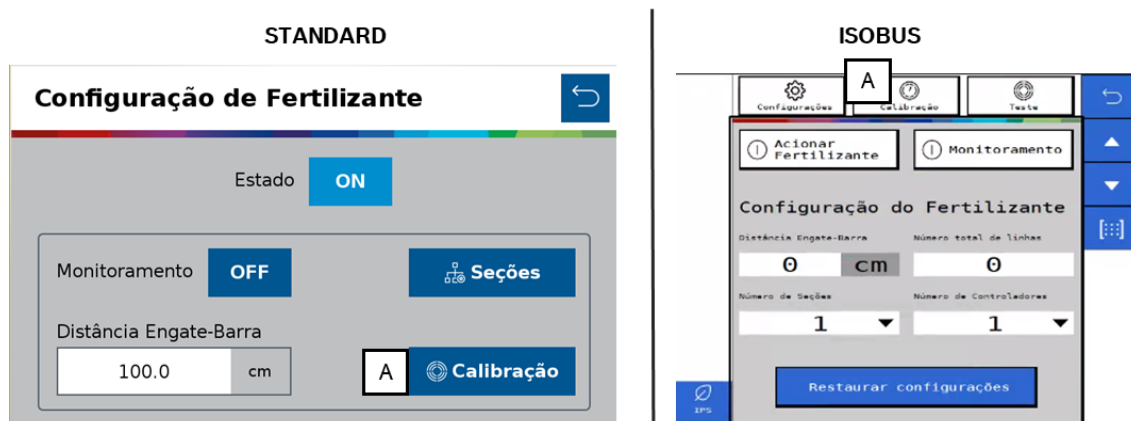 STANDARD
Configuração de Fertilizante
Estado ON
Monitoramento OFF Seções
Distância Engate-Barra
100.0 cm A Calibração
ISOBUS
A
Configurações Calibração Teste
Acionar
Fertilizante
Monitoramento
Configuração do Fertilizante
Distância Engate-Barra Número total de linhas
0 cm 0
Número de Seções Número de Controladores
1 1
Restaurar configurações
IPS